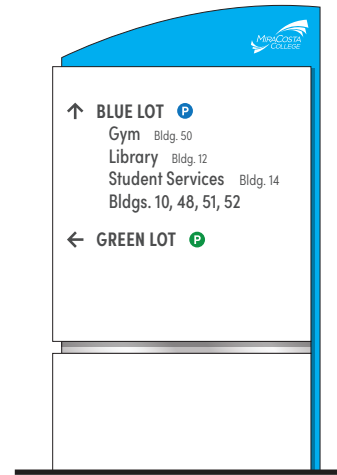 MIRACOSTA
COLLEGE
↑ BLUE LOT P
Gym Bldg. 50
Library Bldg. 12
Student Services Bldg. 14
Bldgs. 10, 48, 51, 52
← GREEN LOT P